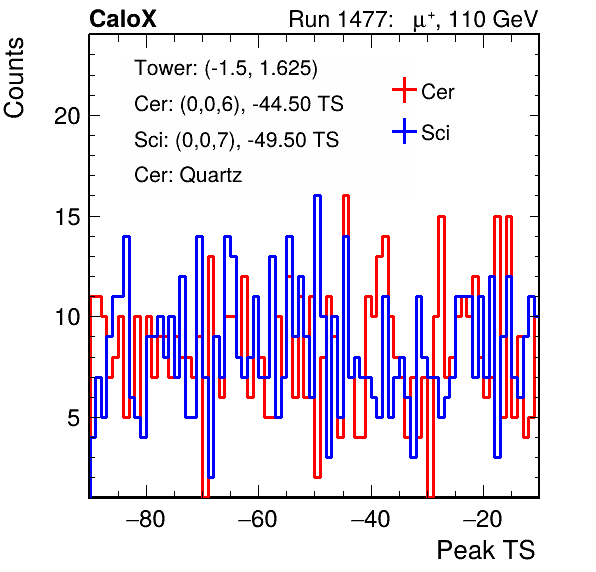 CaloX Run 1477: μ⁺, 110 GeV
Counts
Tower: (-1.5, 1.625)
Cer: (0,0,6), -44.50 TS
Sci: (0,0,7), -49.50 TS
Cer: Quartz
Cer
Sci
20
15
10
5
−80 −60 −40 −20
Peak TS